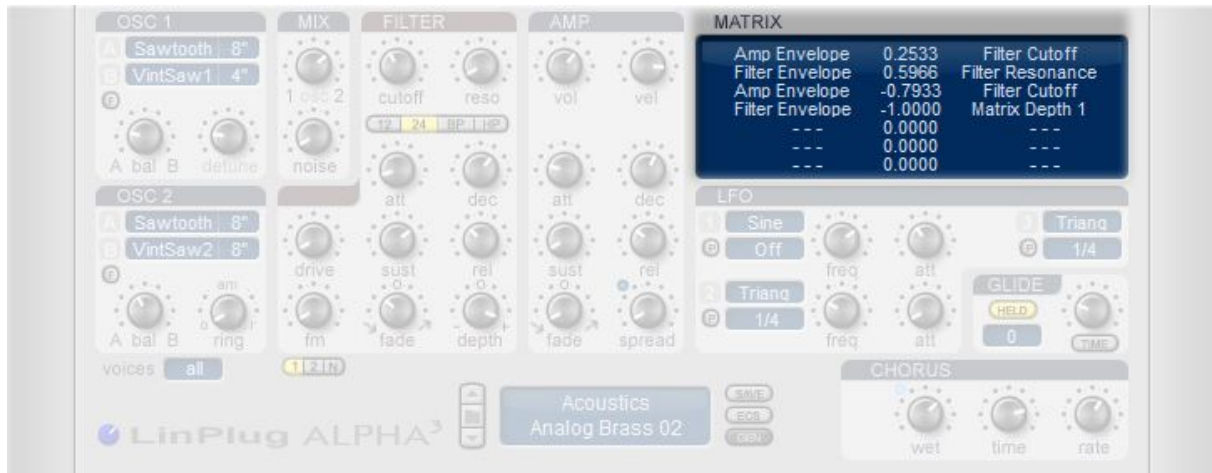 OSC 1
MIX
FILTER
AMP
MATRIX
A Sawtooth 8"
B VintSaw1 4"
P
A bal B detune
1 osc 2
noise
cutoff reso
12 24 BP HP
att dec
vol vel
att dec
Amp Envelope 0.2533 Filter Cutoff
Filter Envelope 0.5966 Filter Resonance
Amp Envelope -0.7933 Filter Cutoff
Filter Envelope -1.0000 Matrix Depth 1
--- 0.0000 ---
--- 0.0000 ---
--- 0.0000 ---
OSC 2
A Sawtooth 8"
B VintSaw2 8"
P
am
A bal B o r
ring
drive
fm
1 2 N
sust rel
fade - + depth
sust rel
fade spread
LFO
1 Sine
P Off
freq att
3 Triang
P 1/4
2 Triang
P 1/4
freq att
GLIDE
HELD
0
TIME
voices all
LinPlug ALPHA³
Acoustics
Analog Brass 02
SAVE
EQS
GEN
CHORUS
wet time rate